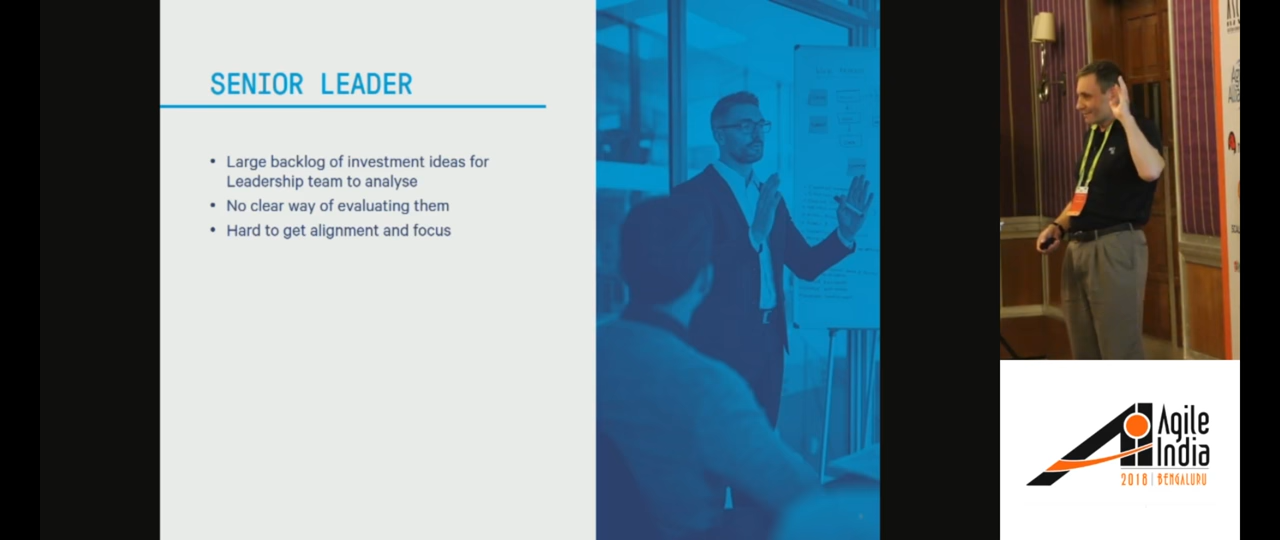 SENIOR LEADER
• Large backlog of investment ideas for
Leadership team to analyse
• No clear way of evaluating them
• Hard to get alignment and focus
Agile
India
2018 | BENGALURU